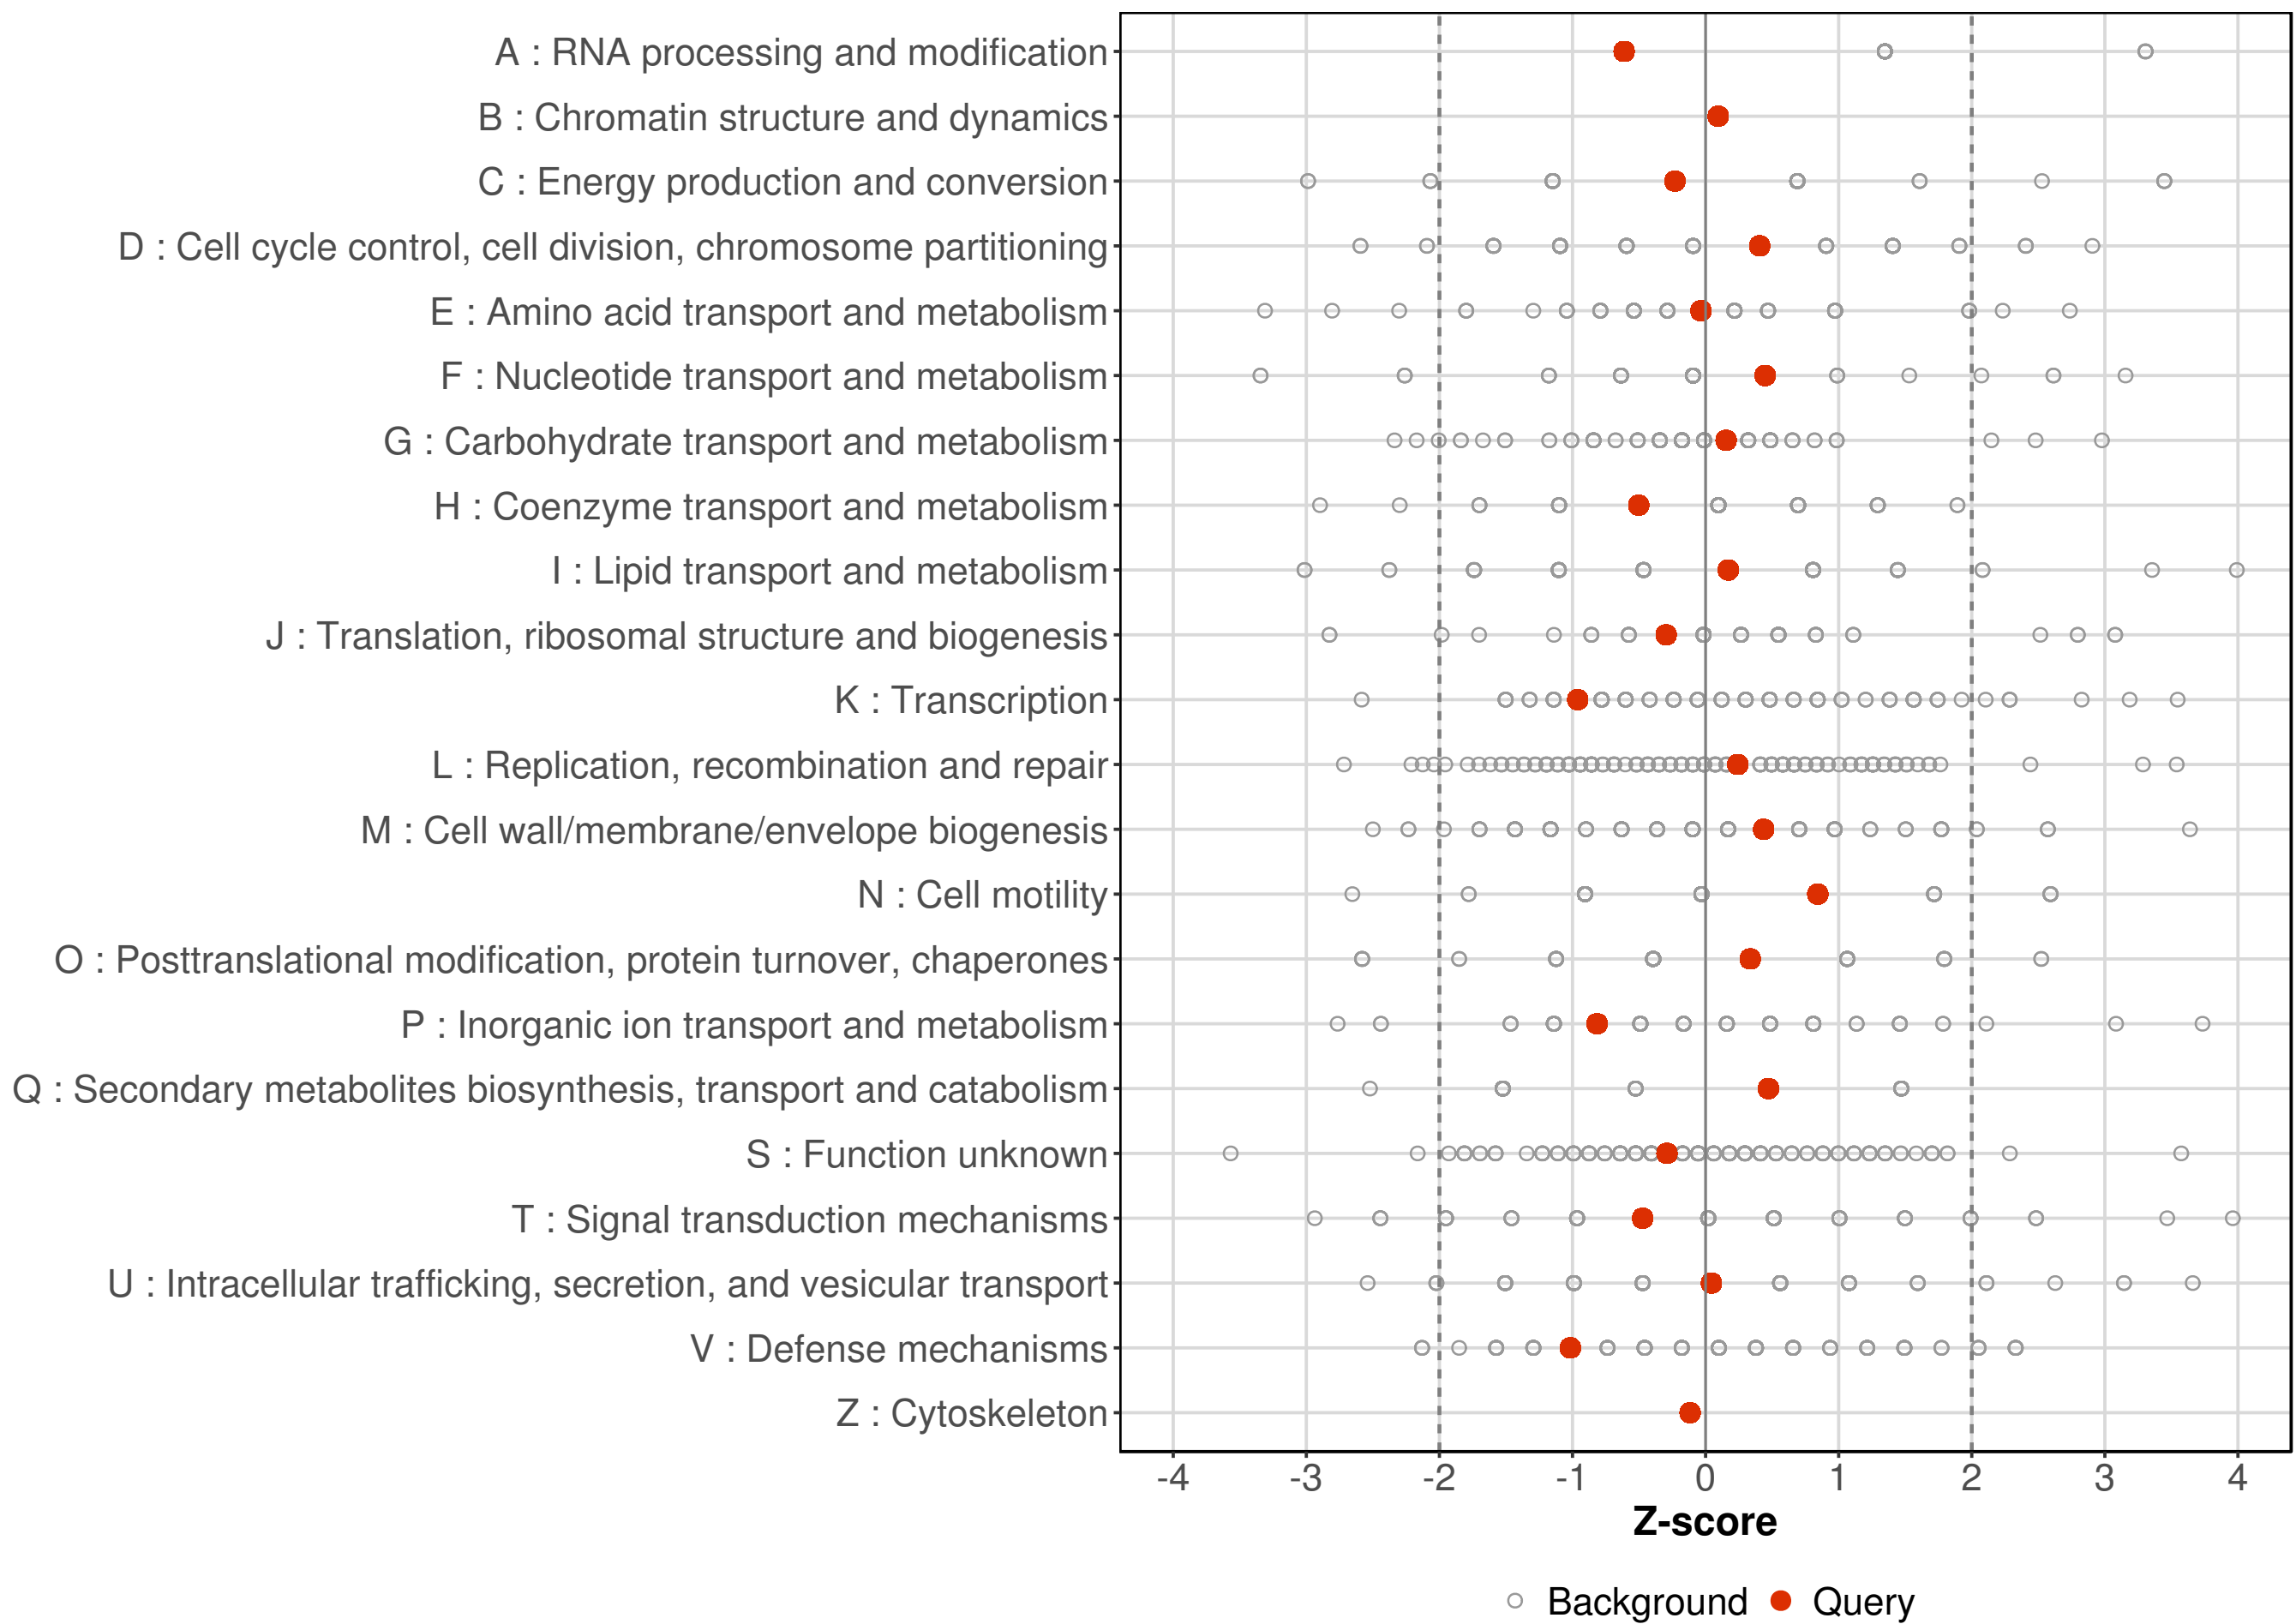 A : RNA processing and modification
B : Chromatin structure and dynamics
C : Energy production and conversion
D : Cell cycle control, cell division, chromosome partitioning
E : Amino acid transport and metabolism
F : Nucleotide transport and metabolism
G : Carbohydrate transport and metabolism
H : Coenzyme transport and metabolism
I : Lipid transport and metabolism
J : Translation, ribosomal structure and biogenesis
K : Transcription
L : Replication, recombination and repair
M : Cell wall/membrane/envelope biogenesis
N : Cell motility
O : Posttranslational modification, protein turnover, chaperones
P : Inorganic ion transport and metabolism
Q : Secondary metabolites biosynthesis, transport and catabolism
S : Function unknown
T : Signal transduction mechanisms
U : Intracellular trafficking, secretion, and vesicular transport
V : Defense mechanisms
Z : Cytoskeleton
-4 -3 -2 -1 0 1 2 3 4
Z-score
Background Query